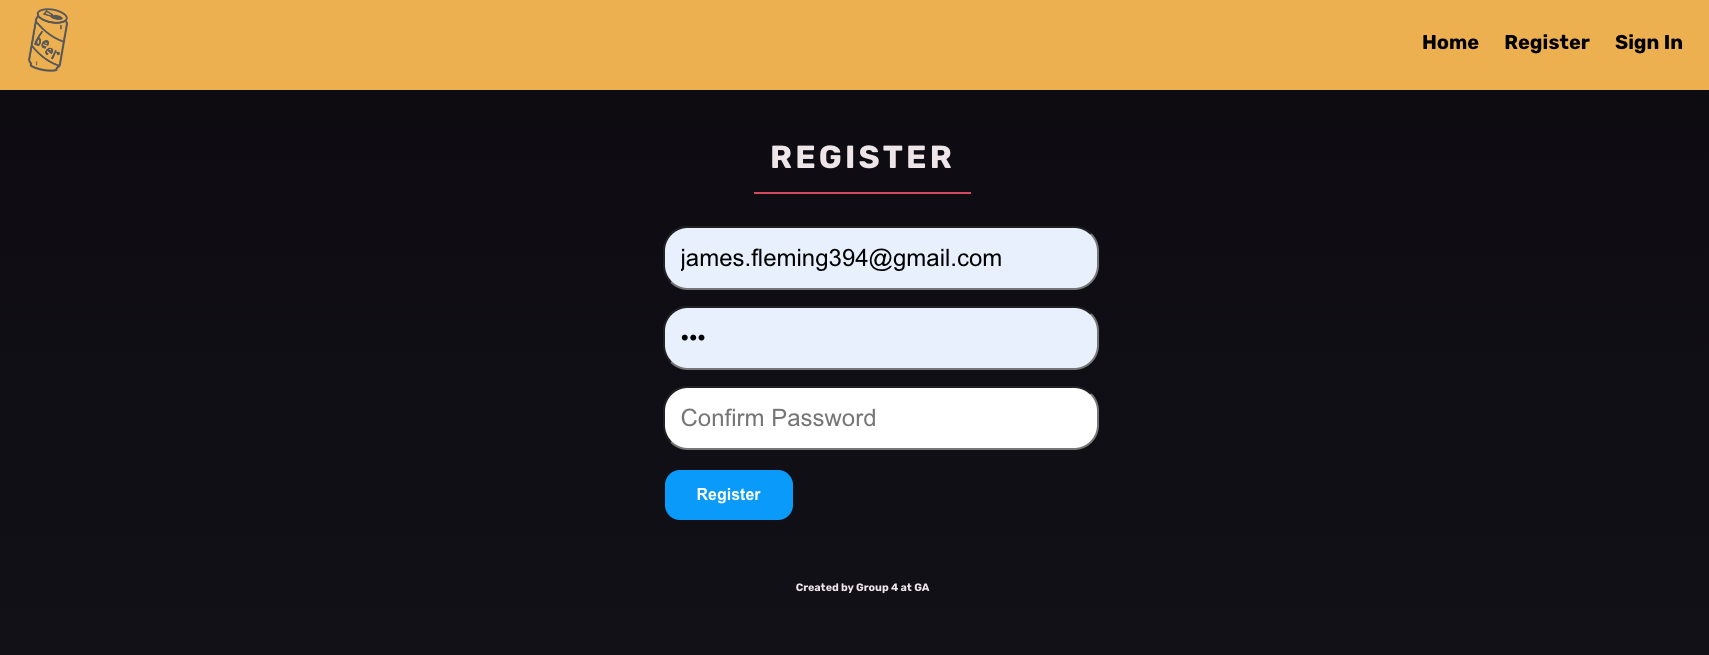 beer
Home Register Sign In
REGISTER
james.fleming394@gmail.com
•••
Confirm Password
Register
Created by Group 4 at GA